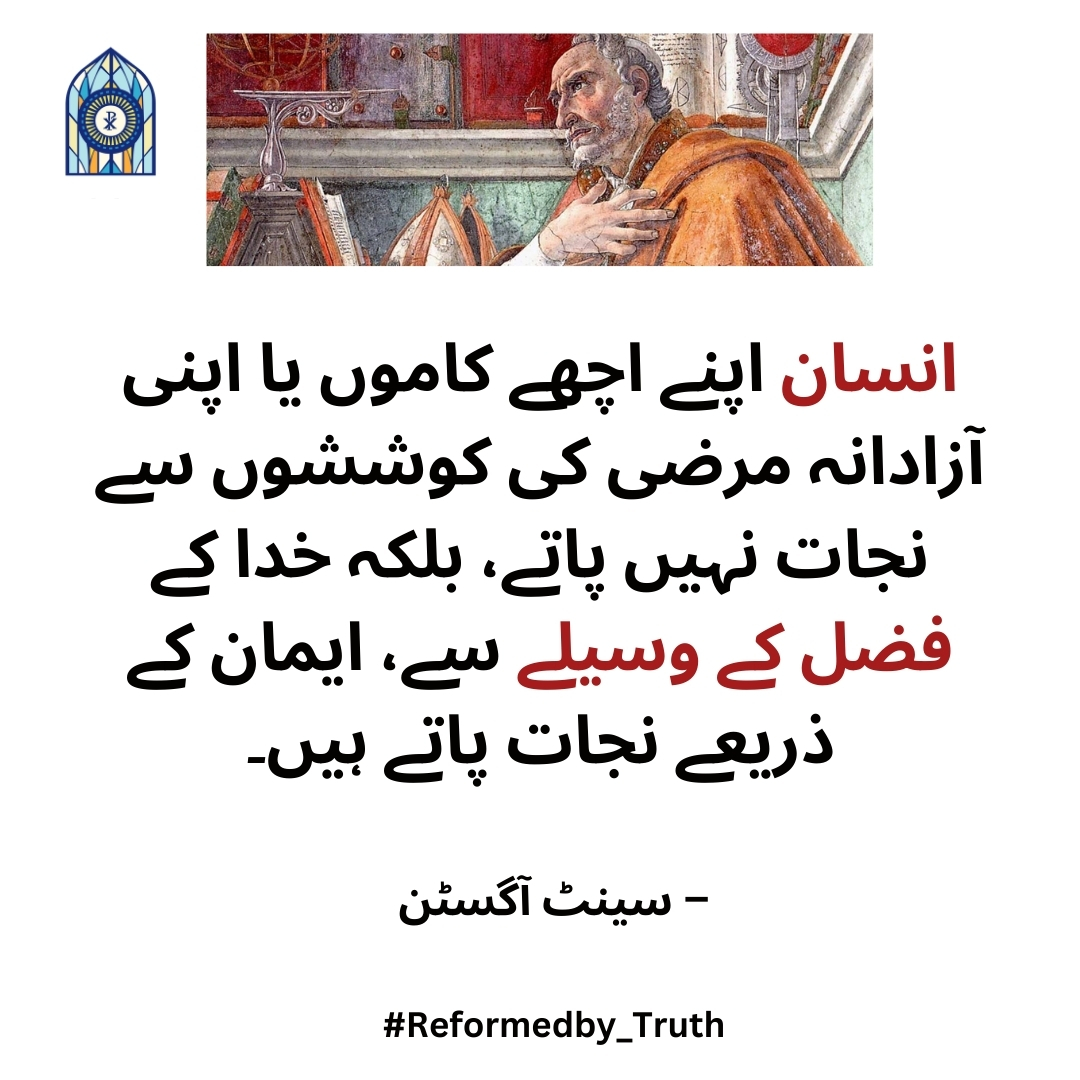 انسان اپنے اچھے کاموں یا اپنی
آزادانہ مرضی کی کوششوں سے
نجات نہیں پاتے، بلکہ خدا کے
فضل کے وسیلے سے، ایمان کے
ذریعے نجات پاتے ہیں۔
– سینٹ آگسٹن
#Reformedby_Truth